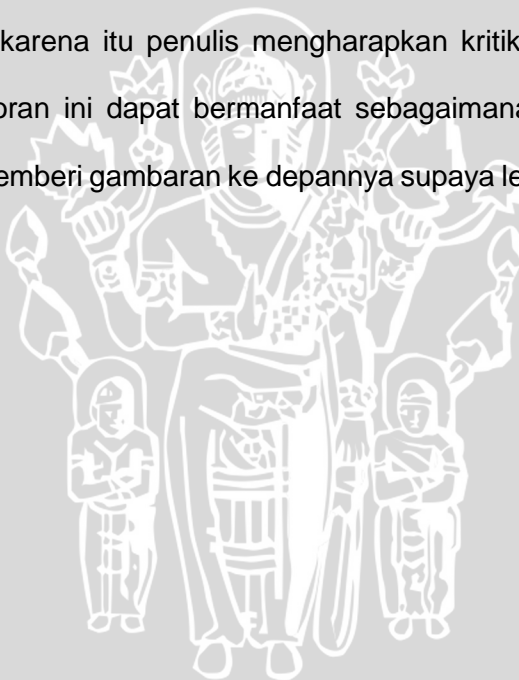 karena itu penulis mengharapkan kritik
oran ini dapat bermanfaat sebagaimana
emberi gambaran ke depannya supaya le